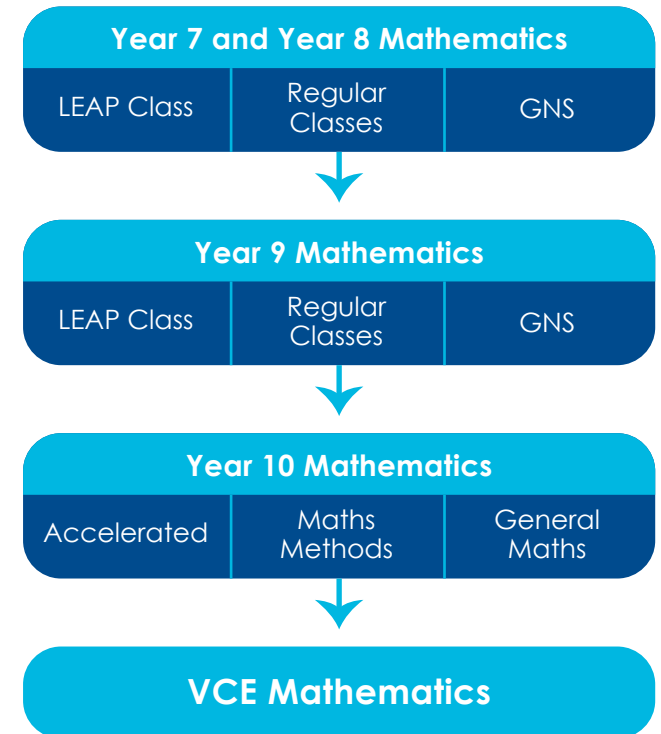 Year 7 and Year 8 Mathematics
LEAP Class
Regular
Classes
GNS
Year 9 Mathematics
LEAP Class
Regular
Classes
GNS
Year 10 Mathematics
Accelerated
Maths
Methods
General
Maths
VCE Mathematics